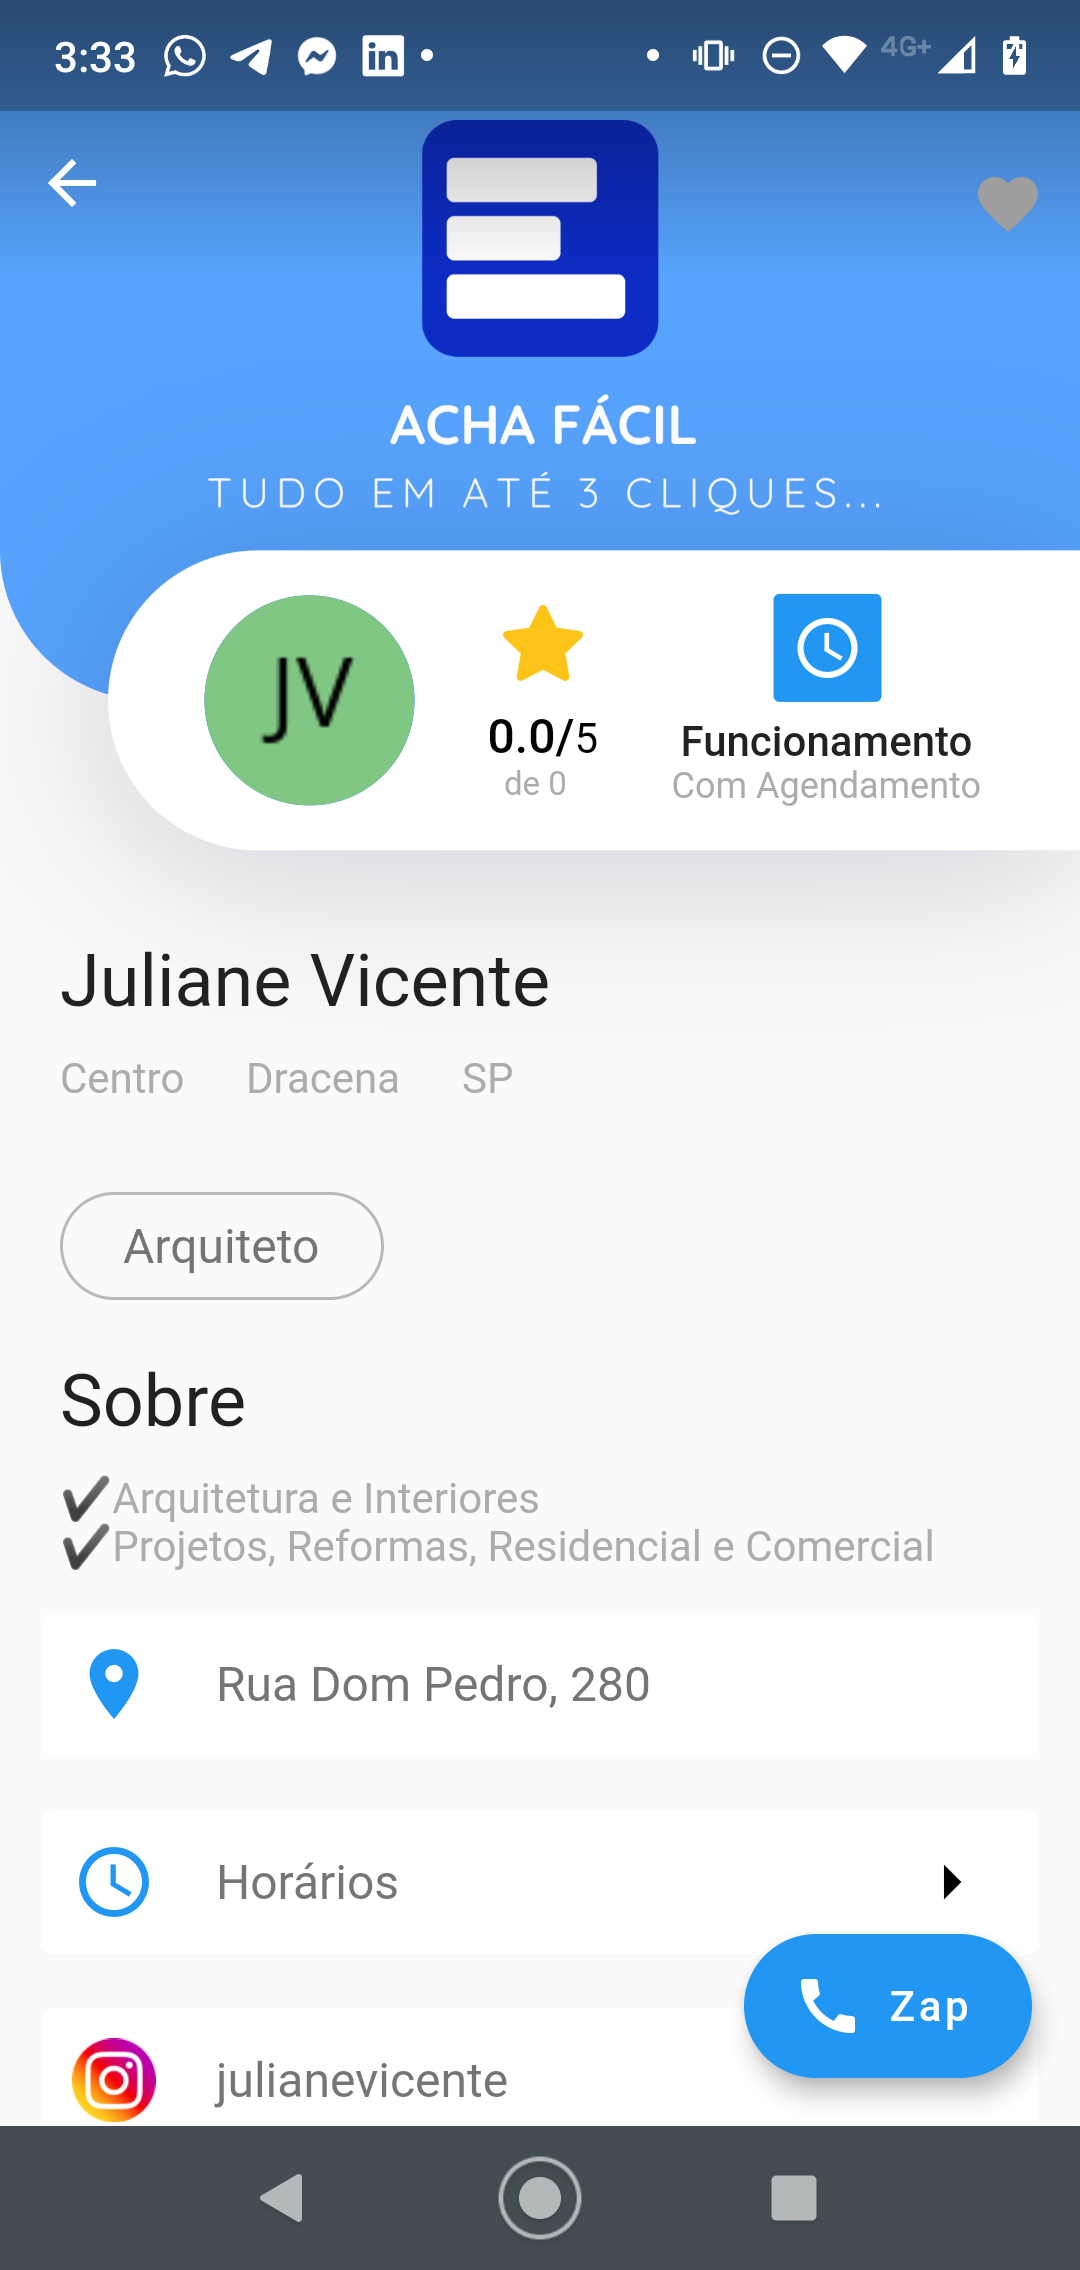 3:33
4G+
ACHA FÁCIL
TUDO EM ATÉ 3 CLIQUES...
JV
0.0/5
de 0
Funcionamento
Com Agendamento
Juliane Vicente
Centro Dracena SP
Arquiteto
Sobre
✔Arquitetura e Interiores
✔Projetos, Reformas, Residencial e Comercial
Rua Dom Pedro, 280
Horários
Zap
julianevicente